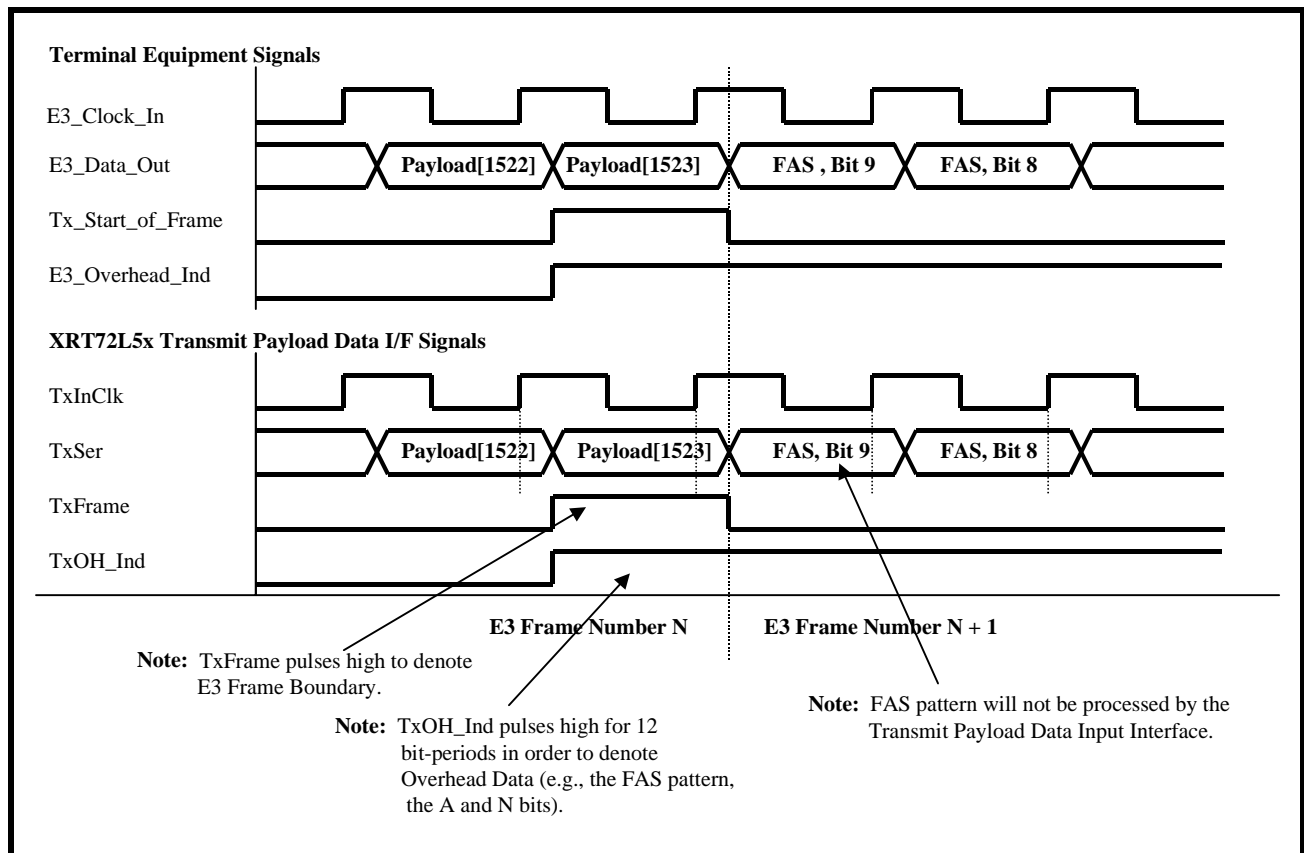 Terminal Equipment Signals
E3_Clock_In
E3_Data_Out
Payload[1522] Payload[1523] FAS , Bit 9 FAS, Bit 8
Tx_Start_of_Frame
E3_Overhead_Ind
XRT72L5x Transmit Payload Data I/F Signals
TxInClk
TxSer
Payload[1522] Payload[1523] FAS, Bit 9 FAS, Bit 8
TxFrame
TxOH_Ind
E3 Frame Number N E3 Frame Number N + 1
Note: TxFrame pulses high to denote
E3 Frame Boundary.
Note: TxOH_Ind pulses high for 12
bit-periods in order to denote
Overhead Data (e.g., the FAS pattern,
the A and N bits).
Note: FAS pattern will not be processed by the
Transmit Payload Data Input Interface.